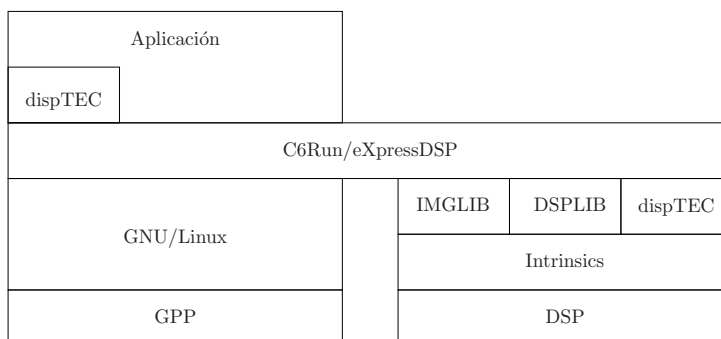 Aplicación
dispTEC
C6Run/eXpressDSP
IMGLIB
DSPLIB
dispTEC
GNU/Linux
Intrinsics
GPP
DSP